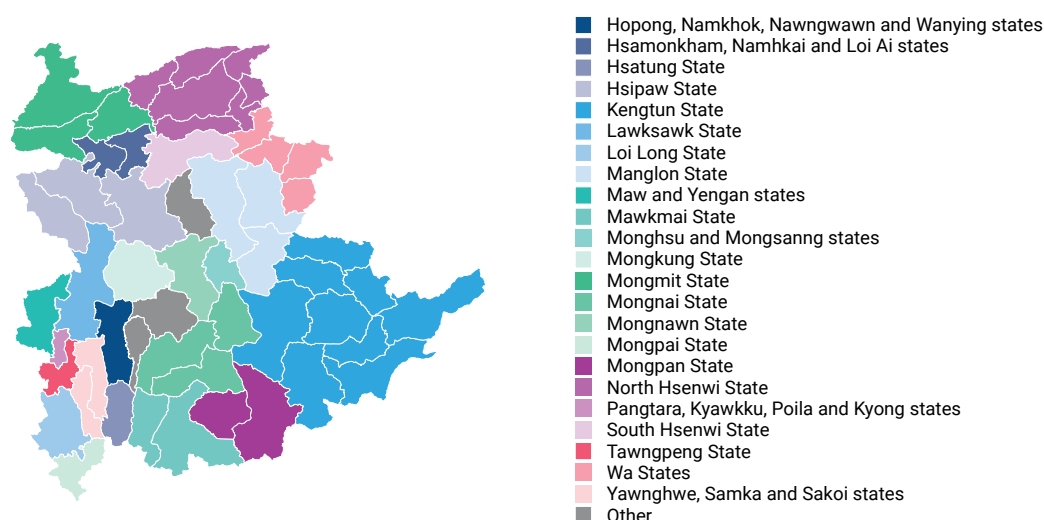 Hopong, Namkhok, Nawngwawn and Wanying states
Hsamonkham, Namhkai and Loi Ai states
Hsatung State
Hsipaw State
Kengtun State
Lawksawk State
Loi Long State
Manglon State
Maw and Yengan states
Mawkmai State
Monghsu and Mongsanng states
Mongkung State
Mongmit State
Mongnai State
Mongnawn State
Mongpai State
Mongpan State
North Hsenwi State
Pangtara, Kyawkku, Poila and Kyong states
South Hsenwi State
Tawngpeng State
Wa States
Yawnghwe, Samka and Sakoi states
Other